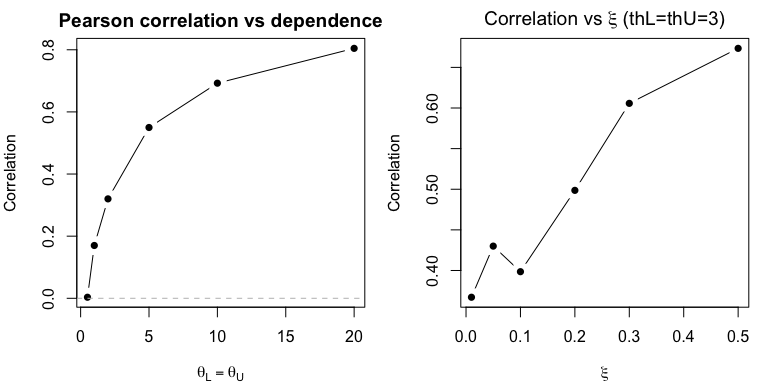 Pearson correlation vs dependence
Correlation
0.0 0.2 0.4 0.6 0.8
0 5 10 15 20
θL = θU
Correlation vs ξ (thL=thU=3)
Correlation
0.40 0.50 0.60
0.0 0.1 0.2 0.3 0.4 0.5
ξ